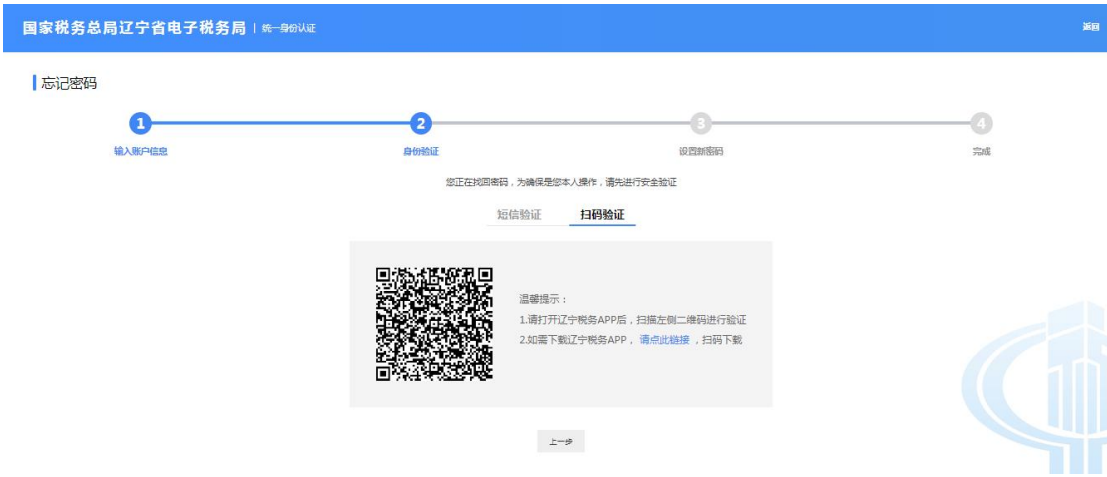 国家税务总局辽宁省电子税务局 | 统一身份认证 返回
忘记密码
1 2 3 4
输入账户信息 身份验证 设置新密码 完成
您正在找回密码，为确保是您本人操作，请先进行安全验证
短信验证 扫码验证
温馨提示：
1.请打开辽宁税务APP后，扫描左侧二维码进行验证
2.如需下载辽宁税务APP，请点此链接，扫码下载
上一步